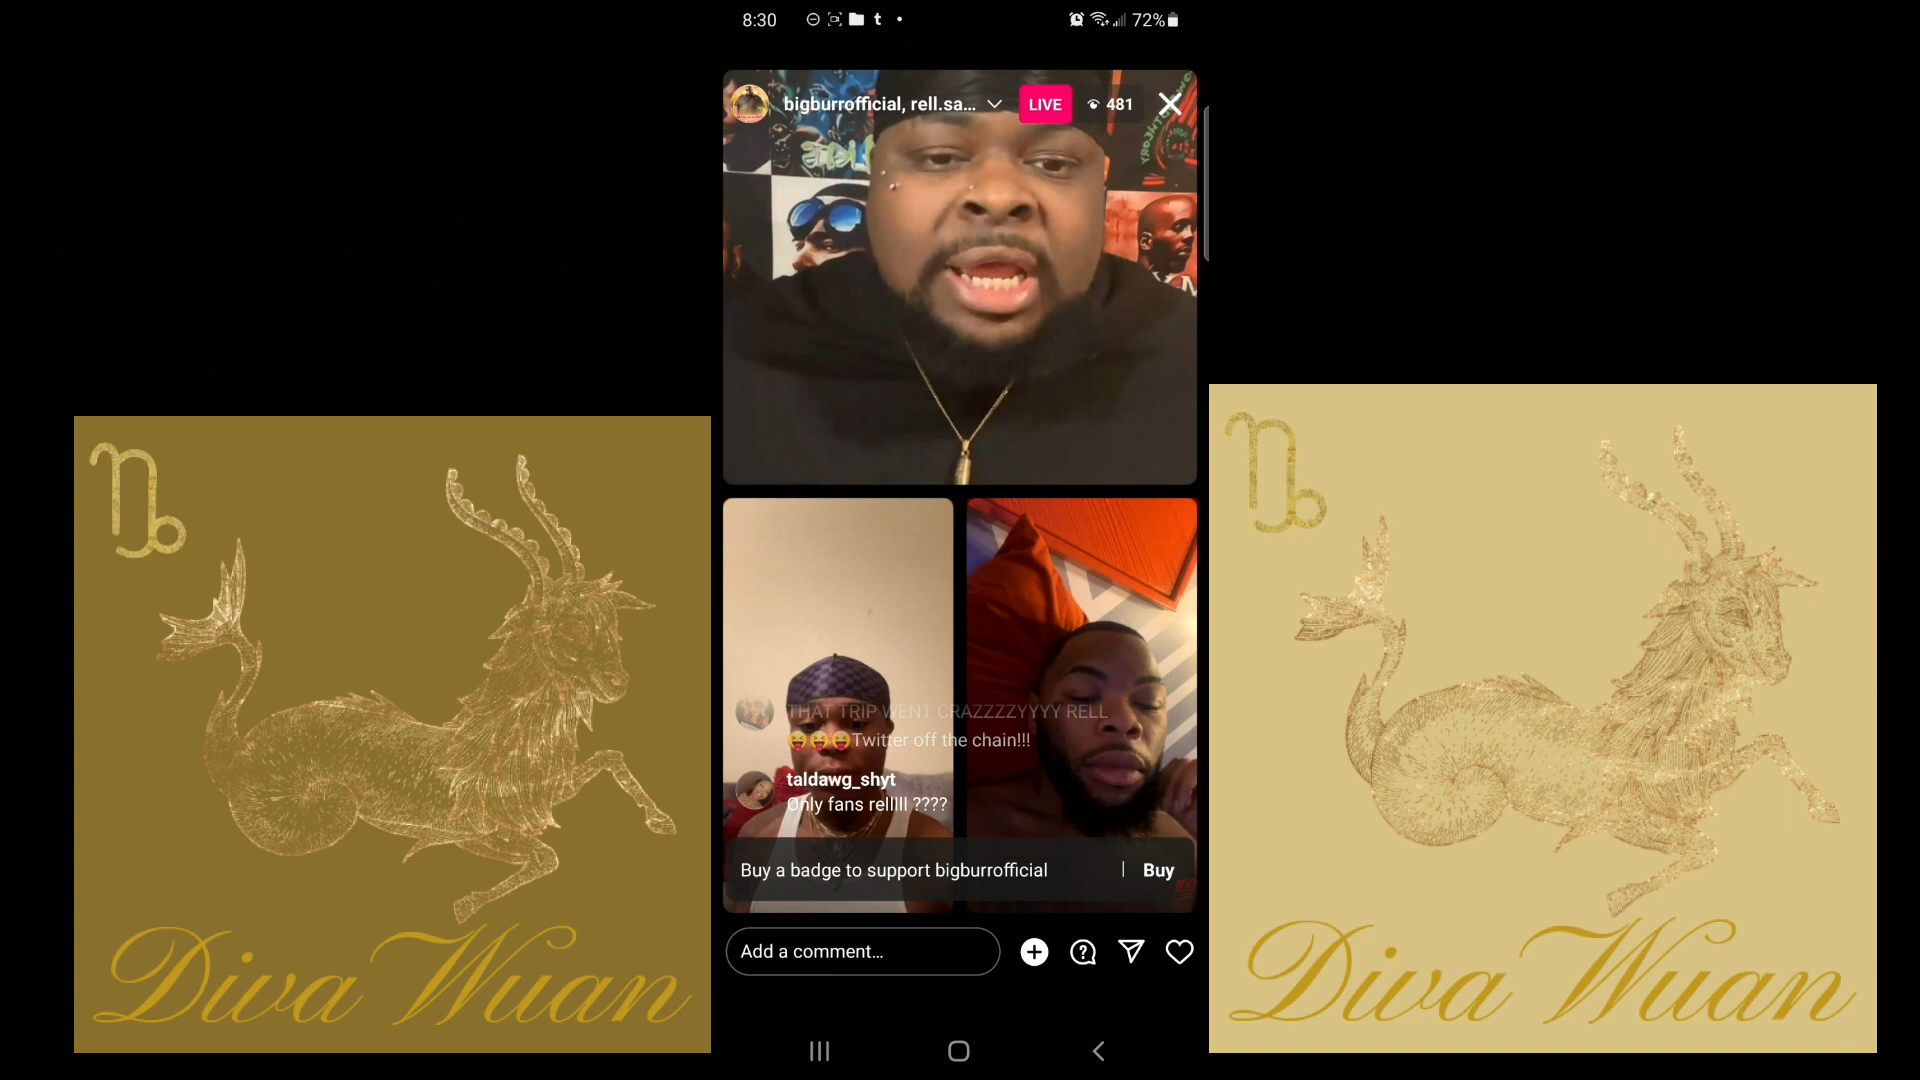 8:30
72%
bigburrofficial, rell.sa...
LIVE
481
THAT TRIP WENT CRAZZZZYYYY RELL
😝😝😝Twitter off the chain!!!
taldawg_shyt
Only fans relllll ????
Buy a badge to support bigburrofficial
Buy
Add a comment...
Diva Wuan
Diva Wuan